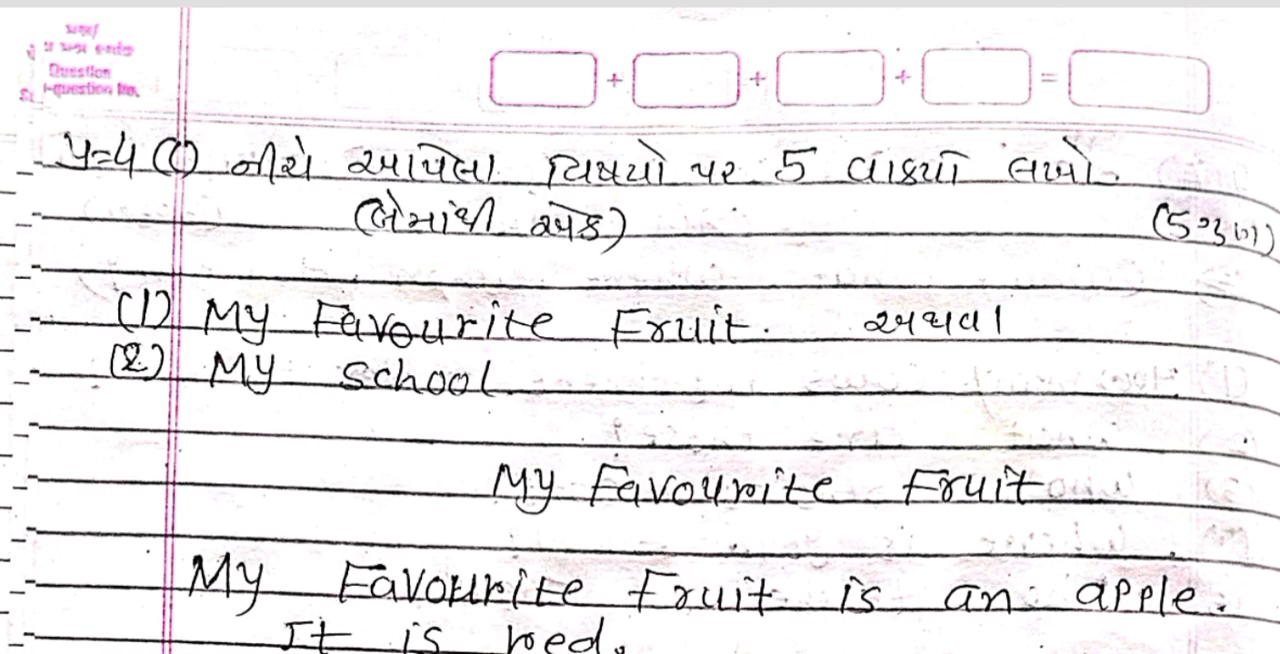 Question
+ + + =
પ્ર-4 (C) નીચે આપેલા વિષયો પર 5 વાક્યો લખો.
(બેમાંથી એક) (5 ગુણ)
(1) My Favourite Fruit. અથવા
(2) My school
My Favourite Fruit
My Favourite Fruit is an apple.
It is red.